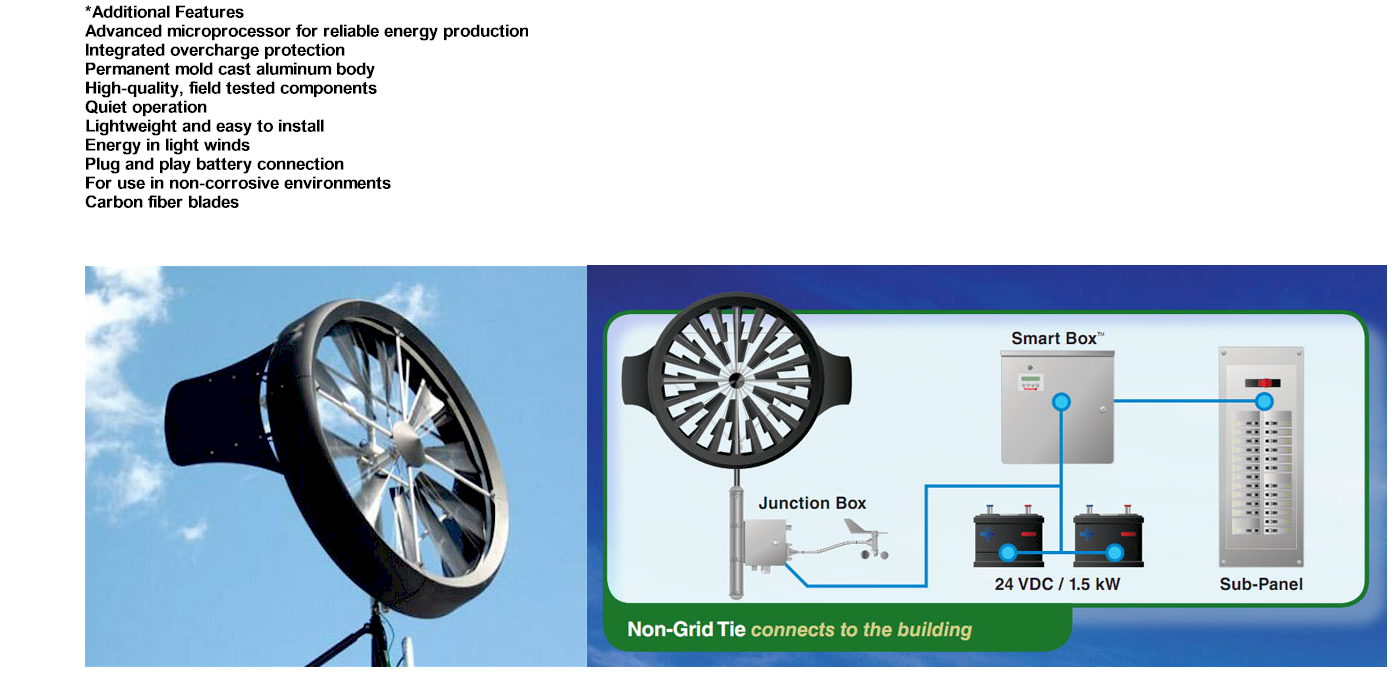 *Additional Features
Advanced microprocessor for reliable energy production
Integrated overcharge protection
Permanent mold cast aluminum body
High-quality, field tested components
Quiet operation
Lightweight and easy to install
Energy in light winds
Plug and play battery connection
For use in non-corrosive environments
Carbon fiber blades
Smart Box™
Junction Box
24 VDC / 1.5 kW
Sub-Panel
Non-Grid Tie connects to the building